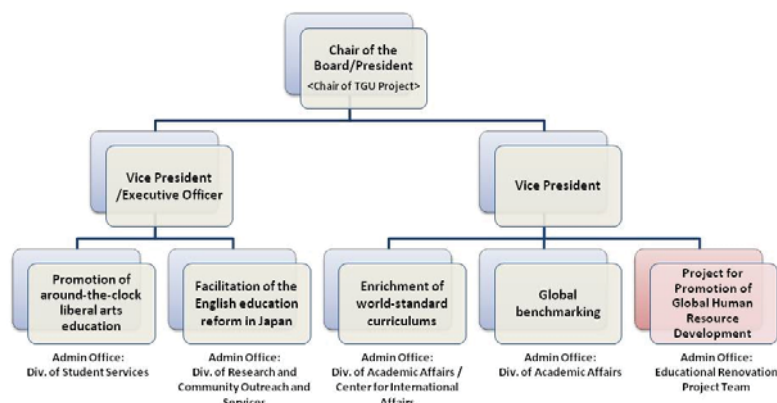 Chair of the
Board/President
<Chair of TGU Project>
Vice President
/Executive Officer
Vice President
Promotion of
around-the-clock
liberal arts
education
Facilitation of the
English education
reform in Japan
Enrichment of
world-standard
curriculums
Global
benchmarking
Project for
Promotion of
Global Human
Resource
Development
Admin Office:
Div. of Student Services
Admin Office:
Div. of Research and
Community Outreach and
Services
Admin Office:
Div. of Academic Affairs /
Center for International
Affairs
Admin Office:
Div. of Academic Affairs
Admin Office:
Educational Renovation
Project Team